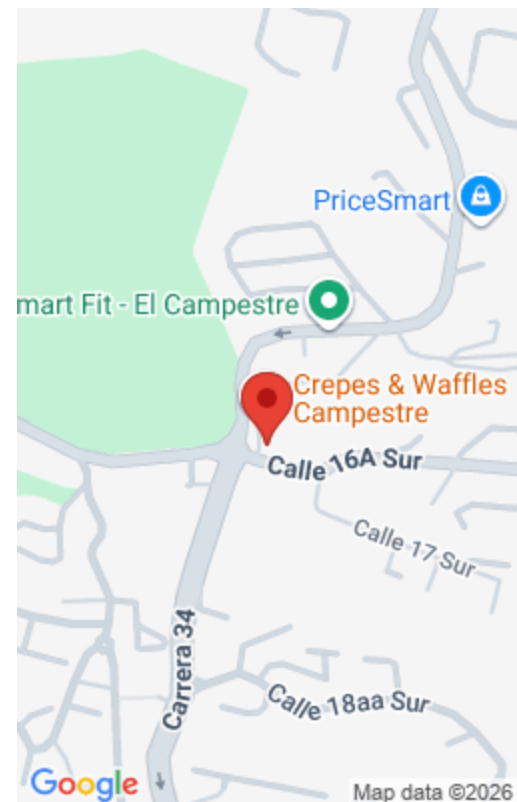 PriceSmart
mart Fit - El Campestre
Crepes & Waffles
Campestre
Calle 16A Sur
Calle 17 Sur
Carrera 34
Calle 18aa Sur
Google
Map data ©2026